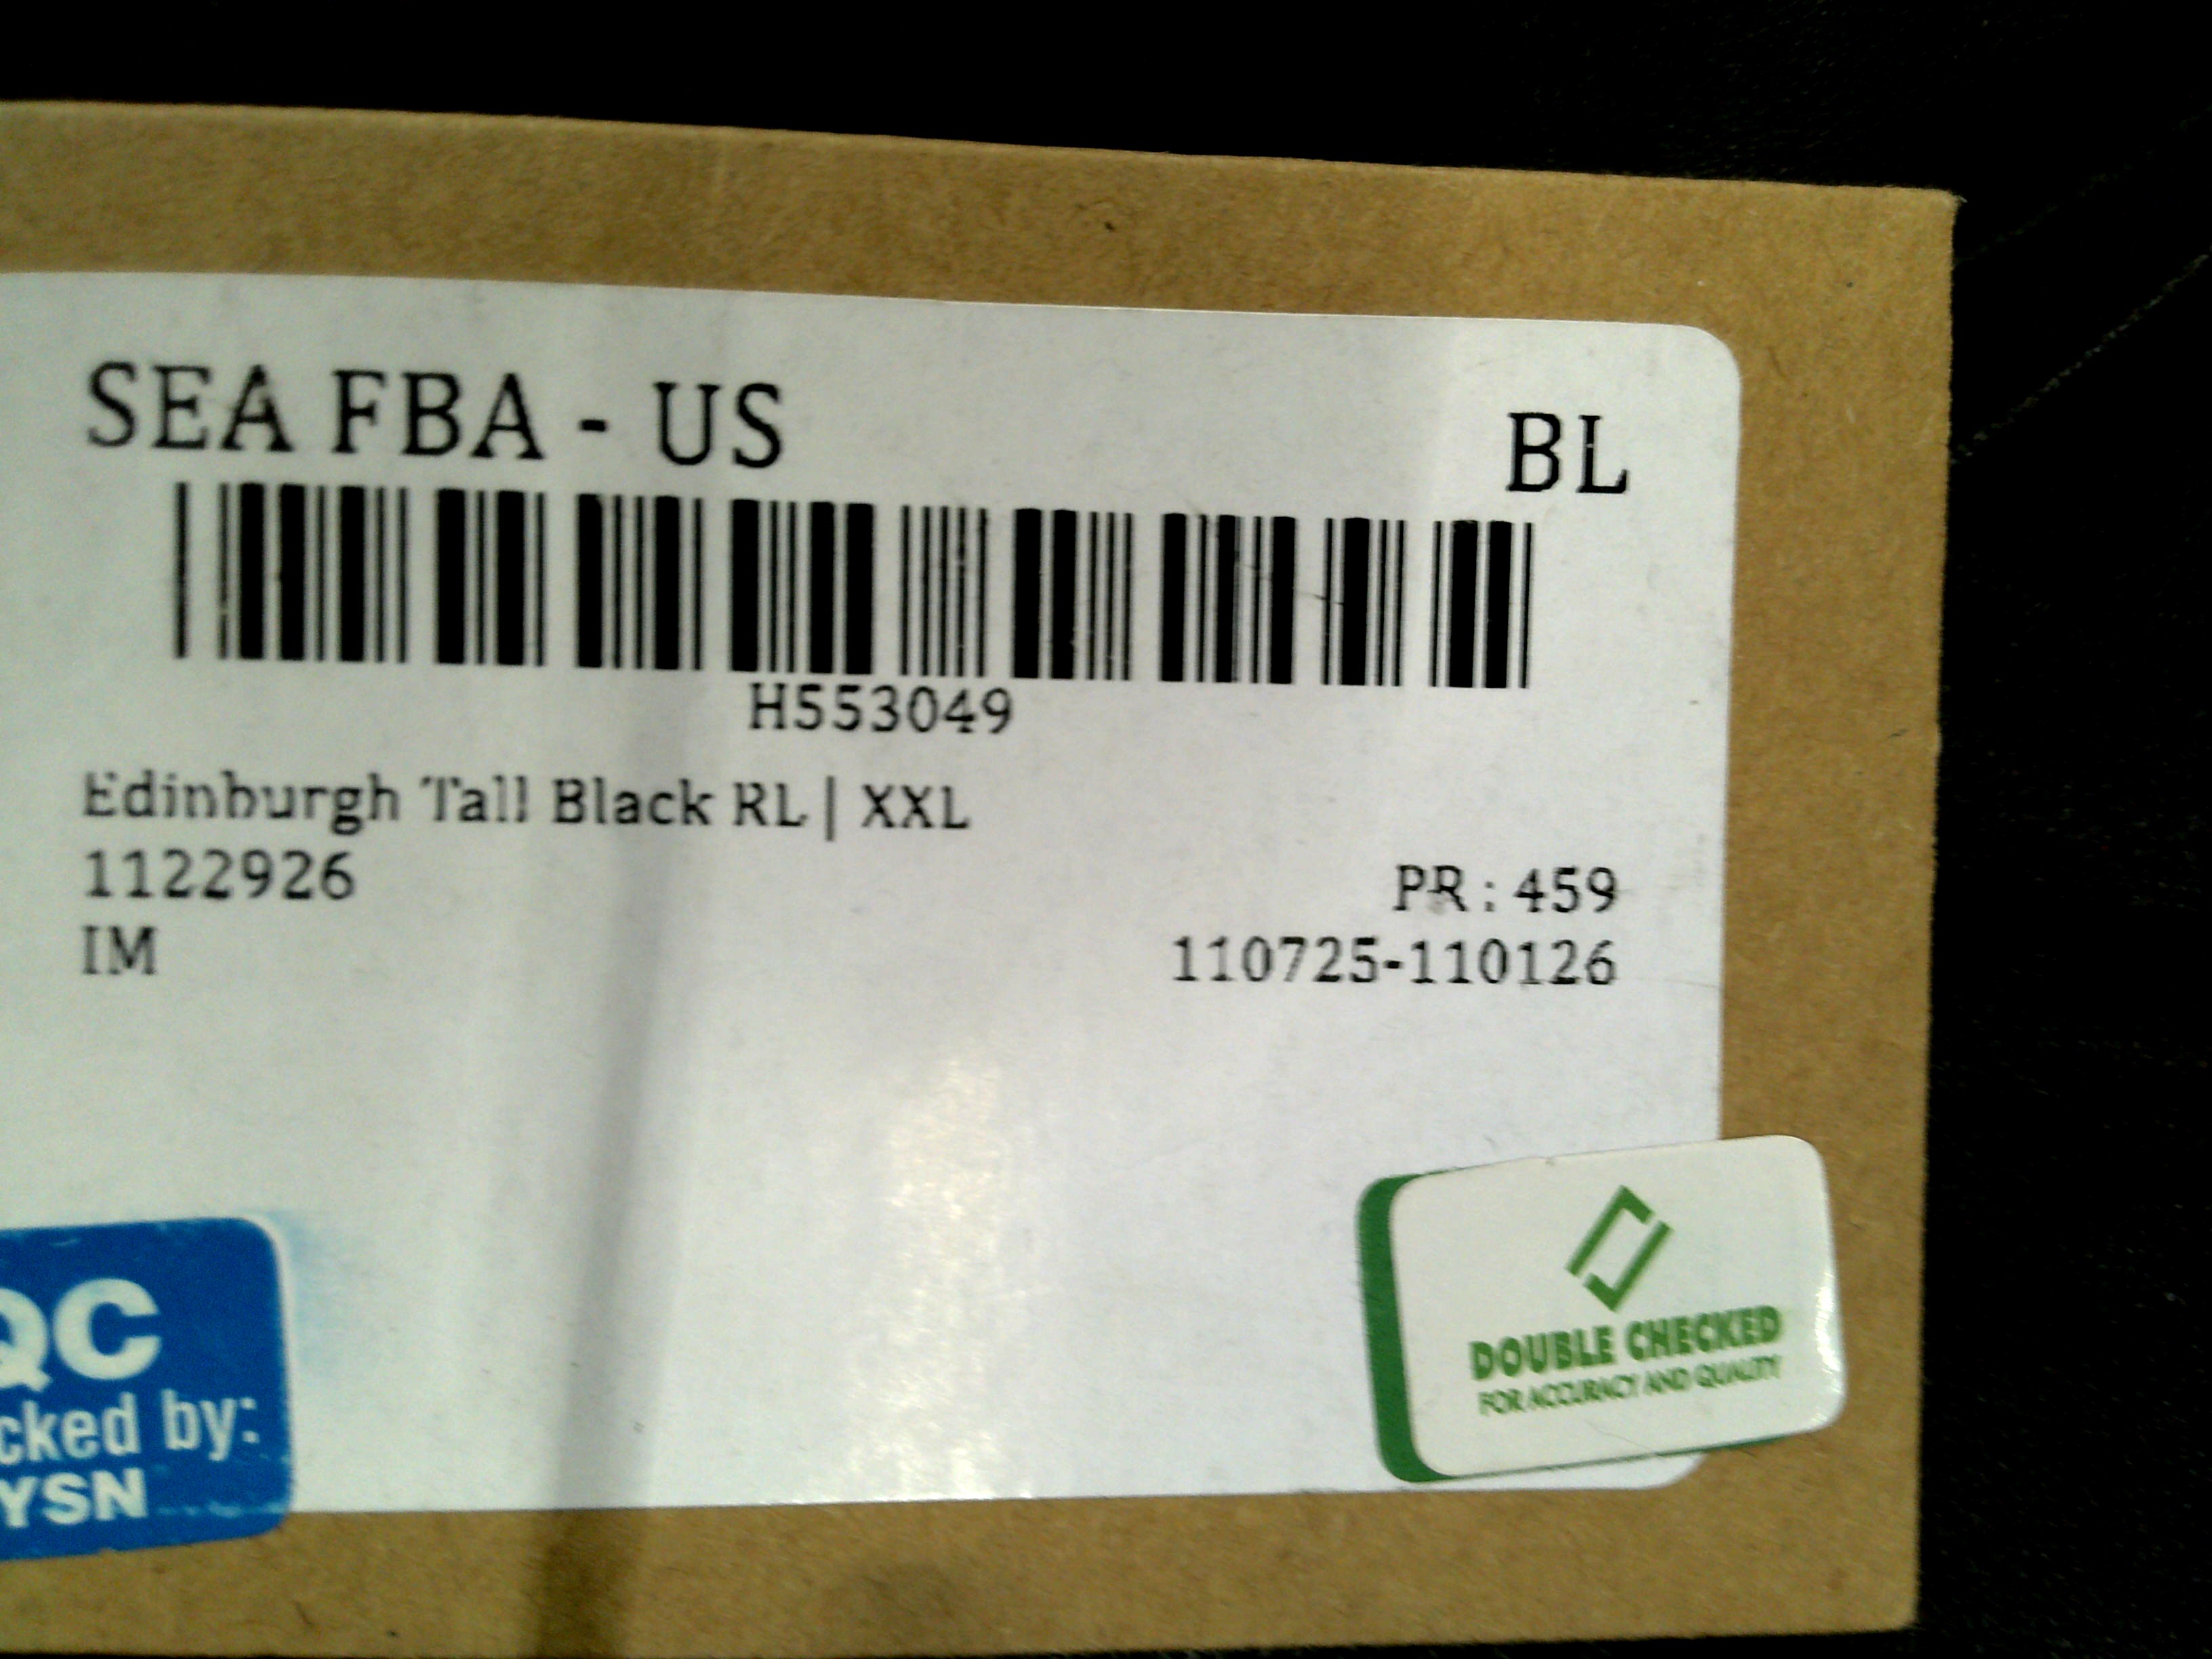 SEA FBA - US
BL
H553049
Edinburgh Tall Black RL | XXL
1122926
PR : 459
IM
110725-110126
QC
cked by:
YSN
DOUBLE CHECKED
FOR ACCURACY AND QUALITY